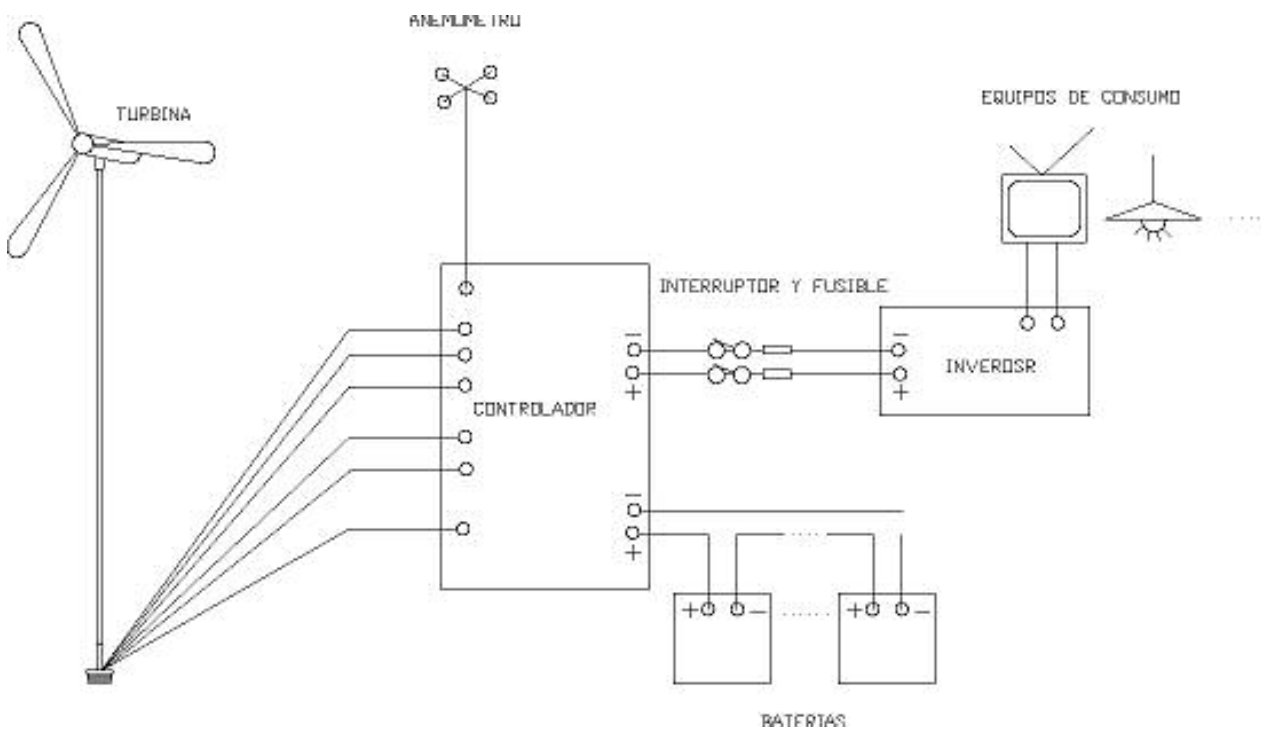 ANEMOMETRO
TURBINA
EQUIPOS DE CONSUMO
INTERRUPTOR Y FUSIBLE
−
−
+
+
INVEROSR
CONTROLADOR
−
+
+
−
+
−
BATERIAS